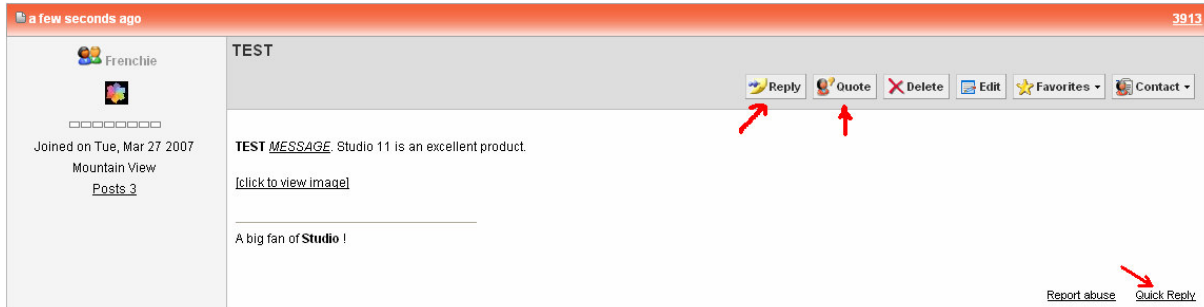 a few seconds ago 3913
Frenchie
TEST
Reply Quote Delete Edit Favorites Contact
Joined on Tue, Mar 27 2007
Mountain View
Posts 3
TEST MESSAGE. Studio 11 is an excellent product.
[click to view image]
A big fan of Studio !
Report abuse Quick Reply